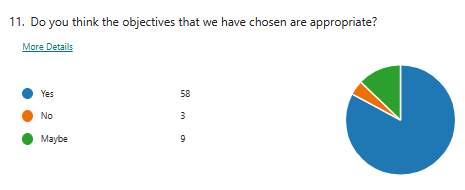 11. Do you think the objectives that we have chosen are appropriate?
More Details
Yes 58
No 3
Maybe 9